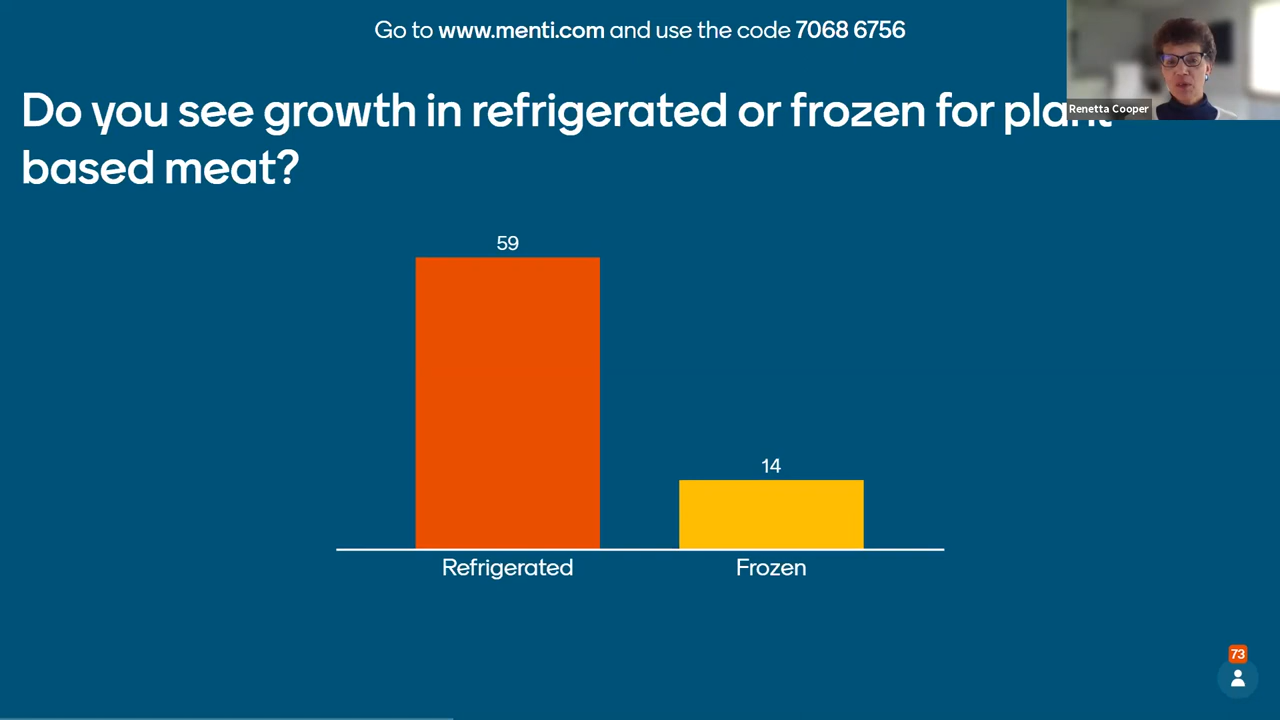 Go to www.menti.com and use the code 7068 6756
Renetta Cooper
Do you see growth in refrigerated or frozen for plant
based meat?
59
14
Refrigerated
Frozen
73